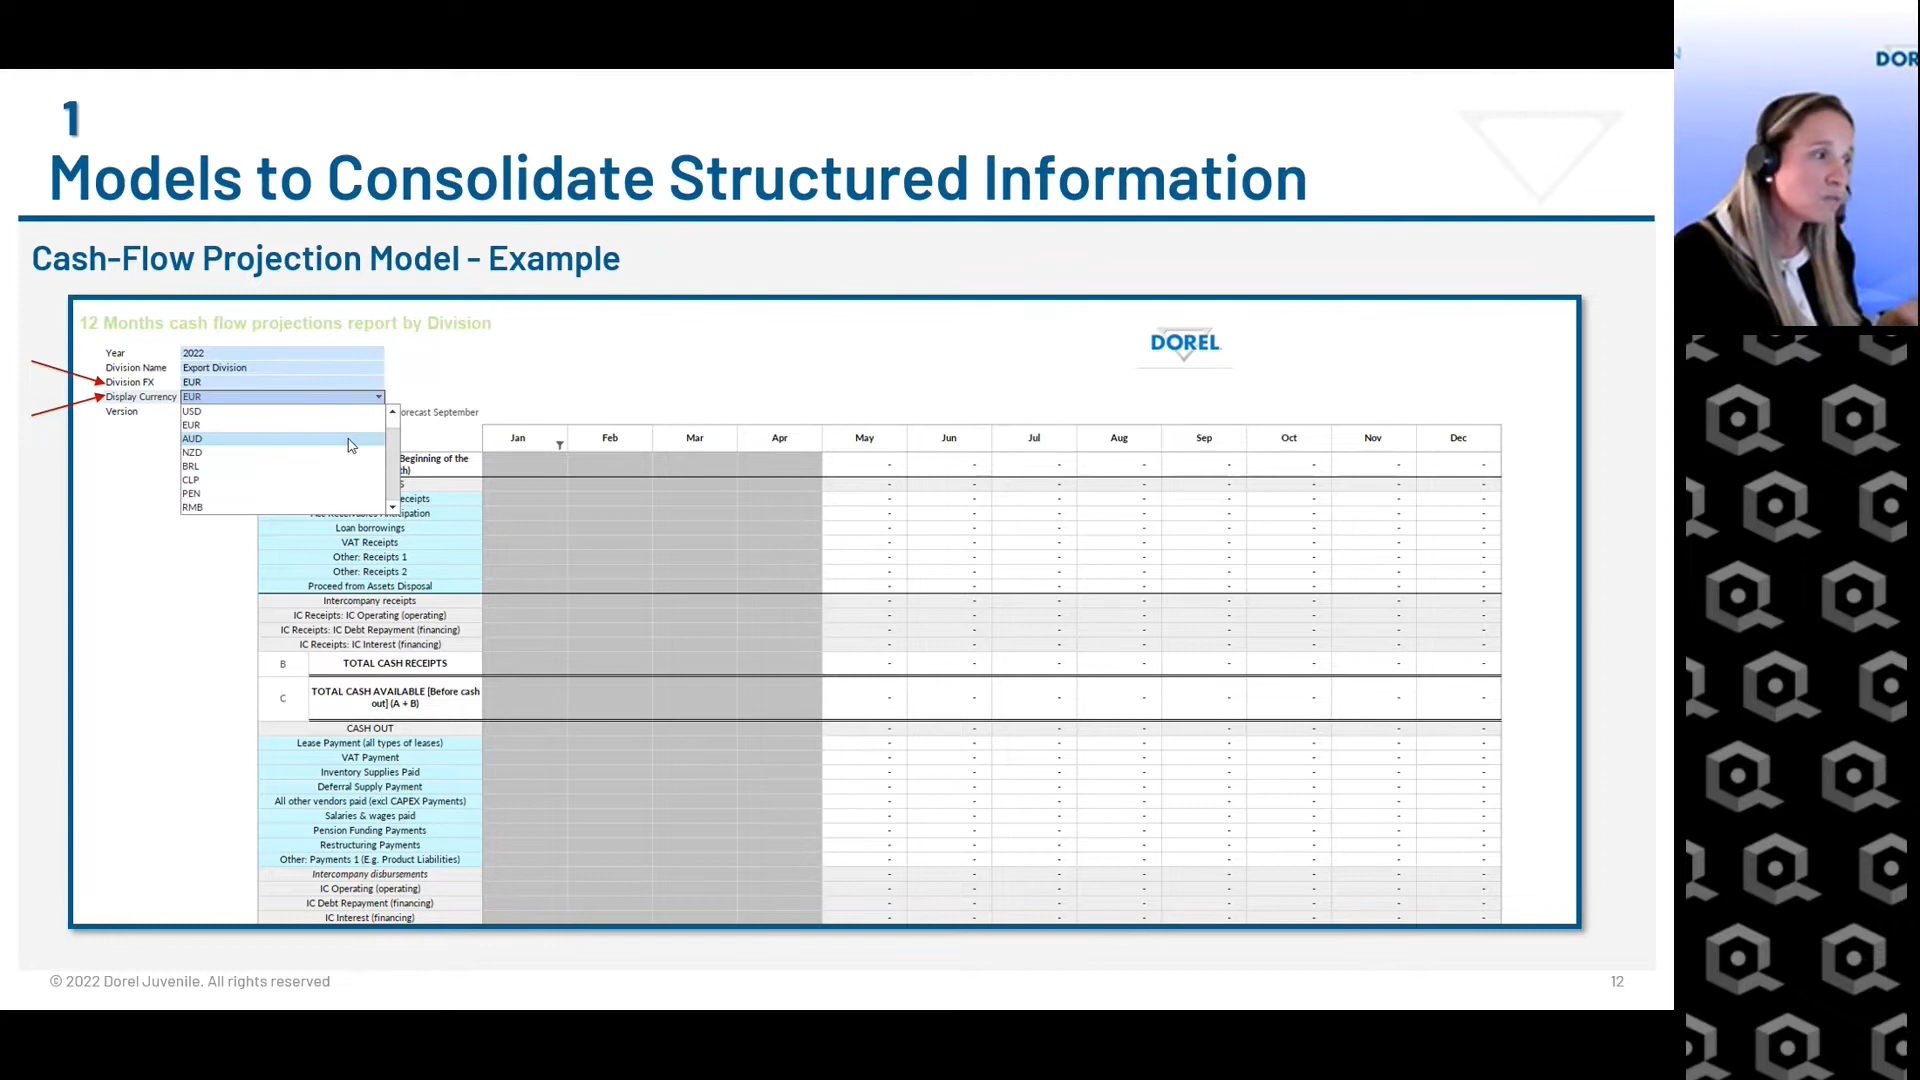 1
Models to Consolidate Structured Information
Cash-Flow Projection Model - Example
12 Months cash flow projections report by Division
DOREL
Year 2022
Division Name Export Division
Division FX EUR
Display Currency EUR
Version orecast September
USD
EUR
AUD
NZD
BRL
CLP
PEN
RMB
Jan Feb Mar Apr May Jun Jul Aug Sep Oct Nov Dec
Beginning of the
th)
S
eceipts
ipation
Loan borrowings
VAT Receipts
Other: Receipts 1
Other: Receipts 2
Proceed from Assets Disposal
Intercompany receipts
IC Receipts: IC Operating (operating)
IC Receipts: IC Debt Repayment (financing)
IC Receipts: IC Interest (financing)
B TOTAL CASH RECEIPTS
C TOTAL CASH AVAILABLE [Before cash
out] (A + B)
CASH OUT
Lease Payment (all types of leases)
VAT Payment
Inventory Supplies Paid
Deferral Supply Payment
All other vendors paid (excl CAPEX Payments)
Salaries & wages paid
Pension Funding Payments
Restructuring Payments
Other: Payments 1 (E.g. Product Liabilities)
Intercompany disbursements
IC Operating (operating)
IC Debt Repayment (financing)
IC Interest (financing)
© 2022 Dorel Juvenile. All rights reserved
12
DOREL